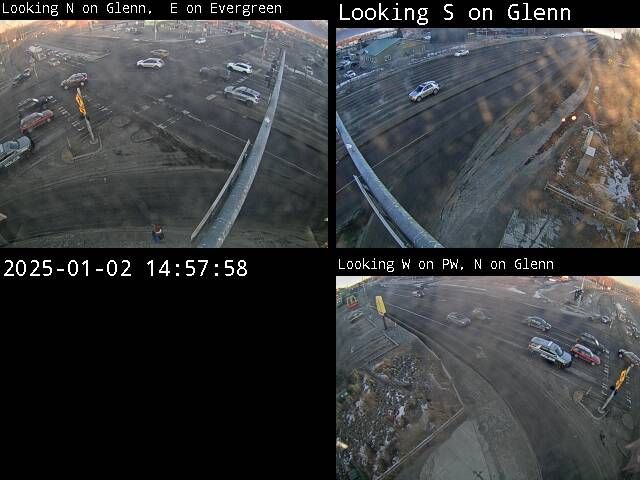 Looking N on Glenn,  E on Evergreen
Looking S on Glenn
2025-01-02 14:57:58
Looking W on PW, N on Glenn